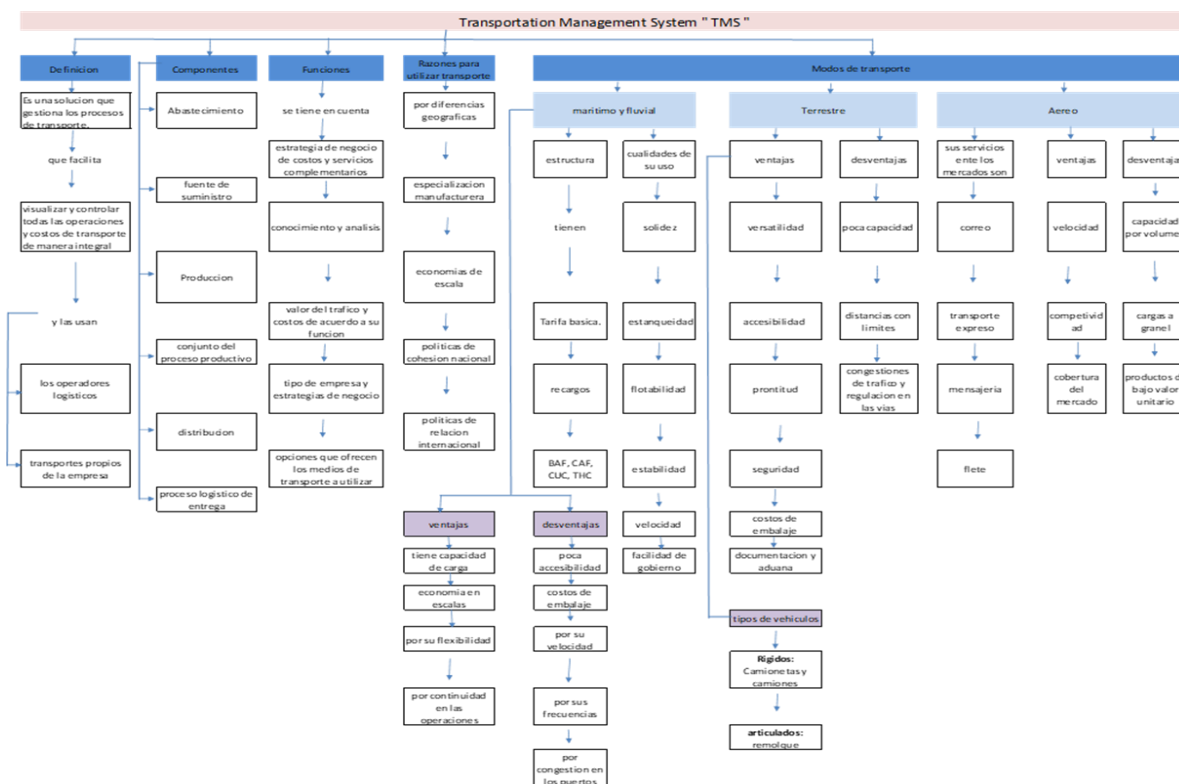 Transportation Management System " TMS "
Definicion
Es una solucion que
gestiona los procesos
de transporte.
que facilita
visualizar y controlar
todas las operaciones
y costos de transporte
de manera integral
y las usan
los operadores
logisticos
transportes propios
de la empresa
Componentes
Abastecimiento
fuente de
suministro
Produccion
conjunto del
proceso productivo
distribucion
proceso logistico de
entrega
Funciones
se tiene en cuenta
estrategia de negocio
de costos y servicios
complementarios
conocimiento y analisis
valor del trafico y
costos de acuerdo a su
funcion
tipo de empresa y
estrategias de negocio
opciones que ofrecen
los medios de
transporte a utilizar
Razones para
utilizar transporte
por diferencias
geograficas
especializacion
manufacturera
economias de
escala
politicas de
cohesion nacional
politicas de
relacion
internacional
Modos de transporte
maritimo y fluvial
estructura
tienen
Tarifa basica.
recargos
BAF, CAF,
CUC, THC
cualidades de
su uso
solidez
estanqueidad
flotabilidad
estabilidad
velocidad
facilidad de
gobierno
ventajas
tiene capacidad
de carga
economia en
escalas
por su flexibilidad
por continuidad
en las
operaciones
desventajas
poca
accesibilidad
costos de
embalaje
por su
velocidad
por sus
frecuencias
por
congestion en
los puertos
Terrestre
ventajas
versatilidad
accesibilidad
prontitud
seguridad
costos de
embalaje
documentacion y
aduana
desventajas
poca capacidad
distancias con
limites
congestiones
de trafico y
regulacion en
las vias
tipos de vehiculos
Rigidos:
Camionetas y
camiones
articulados:
remolque
Aereo
sus servicios
ente los
mercados son
correo
transporte
expreso
mensajeria
flete
ventajas
velocidad
competivid
ad
cobertura
del
mercado
desventajas
capacidad
por volumen
cargas a
granel
productos d
bajo valor
unitario